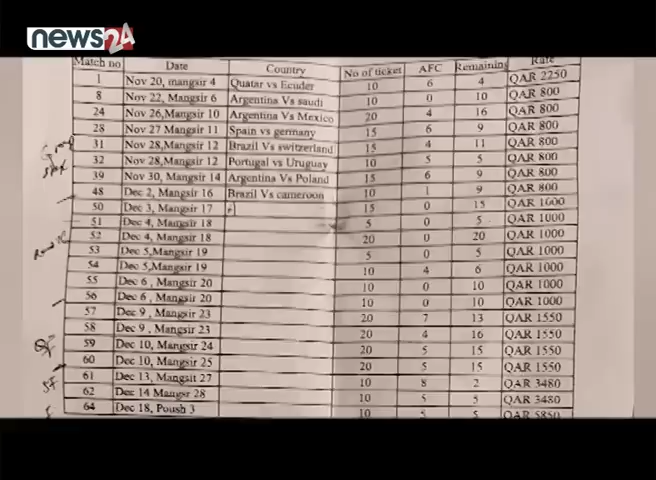 news24
Match no Date Country No of ticket AFC Remaining Rate
1 Nov 20, mangsir 4 Quatar vs Ecuder 10 6 4 QAR 2250
8 Nov 22, Mangsir 6 Argentina Vs saudi 10 0 10 QAR 800
24 Nov 26,Mangsir 10 Argentina Vs Mexico 20 4 16 QAR 800
28 Nov 27 Mangsir 11 Spain vs germany 15 6 9 QAR 800
31 Nov 28,Mangsir 12 Brazil Vs switzerland 15 4 11 QAR 800
32 Nov 28,Mangsir 12 Portugal vs Uruguay 10 5 5 QAR 800
39 Nov 30, Mangsir 14 Argentina Vs Poland 15 6 9 QAR 800
48 Dec 2, Mangsir 16 Brazil Vs cameroon 10 1 9 QAR 800
50 Dec 3, Mangsir 17 15 0 15 QAR 1000
51 Dec 4, Mangsir 18 5 0 5 QAR 1000
52 Dec 4, Mangsir 18 20 0 20 QAR 1000
53 Dec 5,Mangsir 19 5 0 5 QAR 1000
54 Dec 5,Mangsir 19 10 4 6 QAR 1000
55 Dec 6 , Mangsir 20 10 0 10 QAR 1000
56 Dec 6 , Mangsir 20 10 0 10 QAR 1000
57 Dec 9 , Mangsir 23 20 7 13 QAR 1550
58 Dec 9 , Mangsir 23 20 4 16 QAR 1550
59 Dec 10, Mangsir 24 20 5 15 QAR 1550
60 Dec 10, Mangsir 25 20 5 15 QAR 1550
61 Dec 13, Mangsit 27 10 8 2 QAR 3480
62 Dec 14 Mangsr 28 10 5 5 QAR 3480
64 Dec 18, Poush 3 10 5 5 QAR 5850